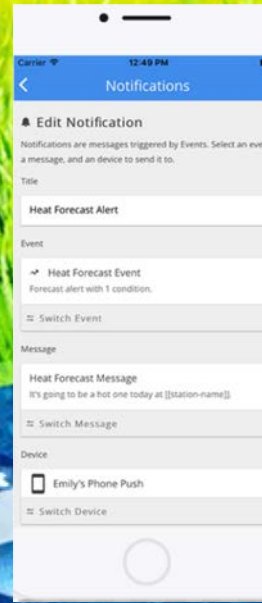 Carrier 12:49 PM
Notifications
Edit Notification
Notifications are messages triggered by Events. Select an eve
a message, and an device to send it to.
Title
Heat Forecast Alert
Event
Heat Forecast Event
Forecast alert with 1 condition.
Switch Event
Message
Heat Forecast Message
It's going to be a hot one today at [[station-name]].
Switch Message
Device
Emily's Phone Push
Switch Device